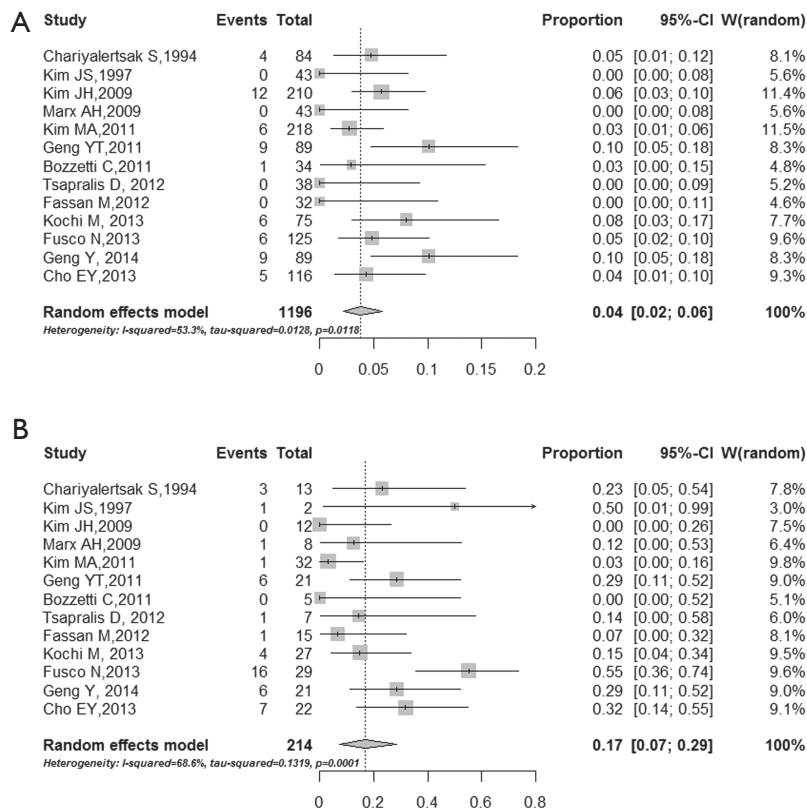 A
Study Events Total Proportion 95%-CI W(random)
Chariyalertsak S,1994 4 84 0.05 [0.01; 0.12] 8.1%
Kim JS,1997 0 43 0.00 [0.00; 0.08] 5.6%
Kim JH,2009 12 210 0.06 [0.03; 0.10] 11.4%
Marx AH,2009 0 43 0.00 [0.00; 0.08] 5.6%
Kim MA,2011 6 218 0.03 [0.01; 0.06] 11.5%
Geng YT,2011 9 89 0.10 [0.05; 0.18] 8.3%
Bozzetti C,2011 1 34 0.03 [0.00; 0.15] 4.8%
Tsapralis D, 2012 0 38 0.00 [0.00; 0.09] 5.2%
Fassan M,2012 0 32 0.00 [0.00; 0.11] 4.6%
Kochi M, 2013 6 75 0.08 [0.03; 0.17] 7.7%
Fusco N,2013 6 125 0.05 [0.02; 0.10] 9.6%
Geng Y, 2014 9 89 0.10 [0.05; 0.18] 8.3%
Cho EY,2013 5 116 0.04 [0.01; 0.10] 9.3%
Random effects model 1196 0.04 [0.02; 0.06] 100%
Heterogeneity: I-squared=53.3%, tau-squared=0.0128, p=0.0118
0 0.05 0.1 0.15 0.2
B
Study Events Total Proportion 95%-CI W(random)
Chariyalertsak S,1994 3 13 0.23 [0.05; 0.54] 7.8%
Kim JS,1997 1 2 0.50 [0.01; 0.99] 3.0%
Kim JH,2009 0 12 0.00 [0.00; 0.26] 7.5%
Marx AH,2009 1 8 0.12 [0.00; 0.53] 6.4%
Kim MA,2011 1 32 0.03 [0.00; 0.16] 9.8%
Geng YT,2011 6 21 0.29 [0.11; 0.52] 9.0%
Bozzetti C,2011 0 5 0.00 [0.00; 0.52] 5.1%
Tsapralis D, 2012 1 7 0.14 [0.00; 0.58] 6.0%
Fassan M,2012 1 15 0.07 [0.00; 0.32] 8.1%
Kochi M, 2013 4 27 0.15 [0.04; 0.34] 9.5%
Fusco N,2013 16 29 0.55 [0.36; 0.74] 9.6%
Geng Y, 2014 6 21 0.29 [0.11; 0.52] 9.0%
Cho EY,2013 7 22 0.32 [0.14; 0.55] 9.1%
Random effects model 214 0.17 [0.07; 0.29] 100%
Heterogeneity: I-squared=68.6%, tau-squared=0.1319, p=0.0001
0 0.2 0.4 0.6 0.8